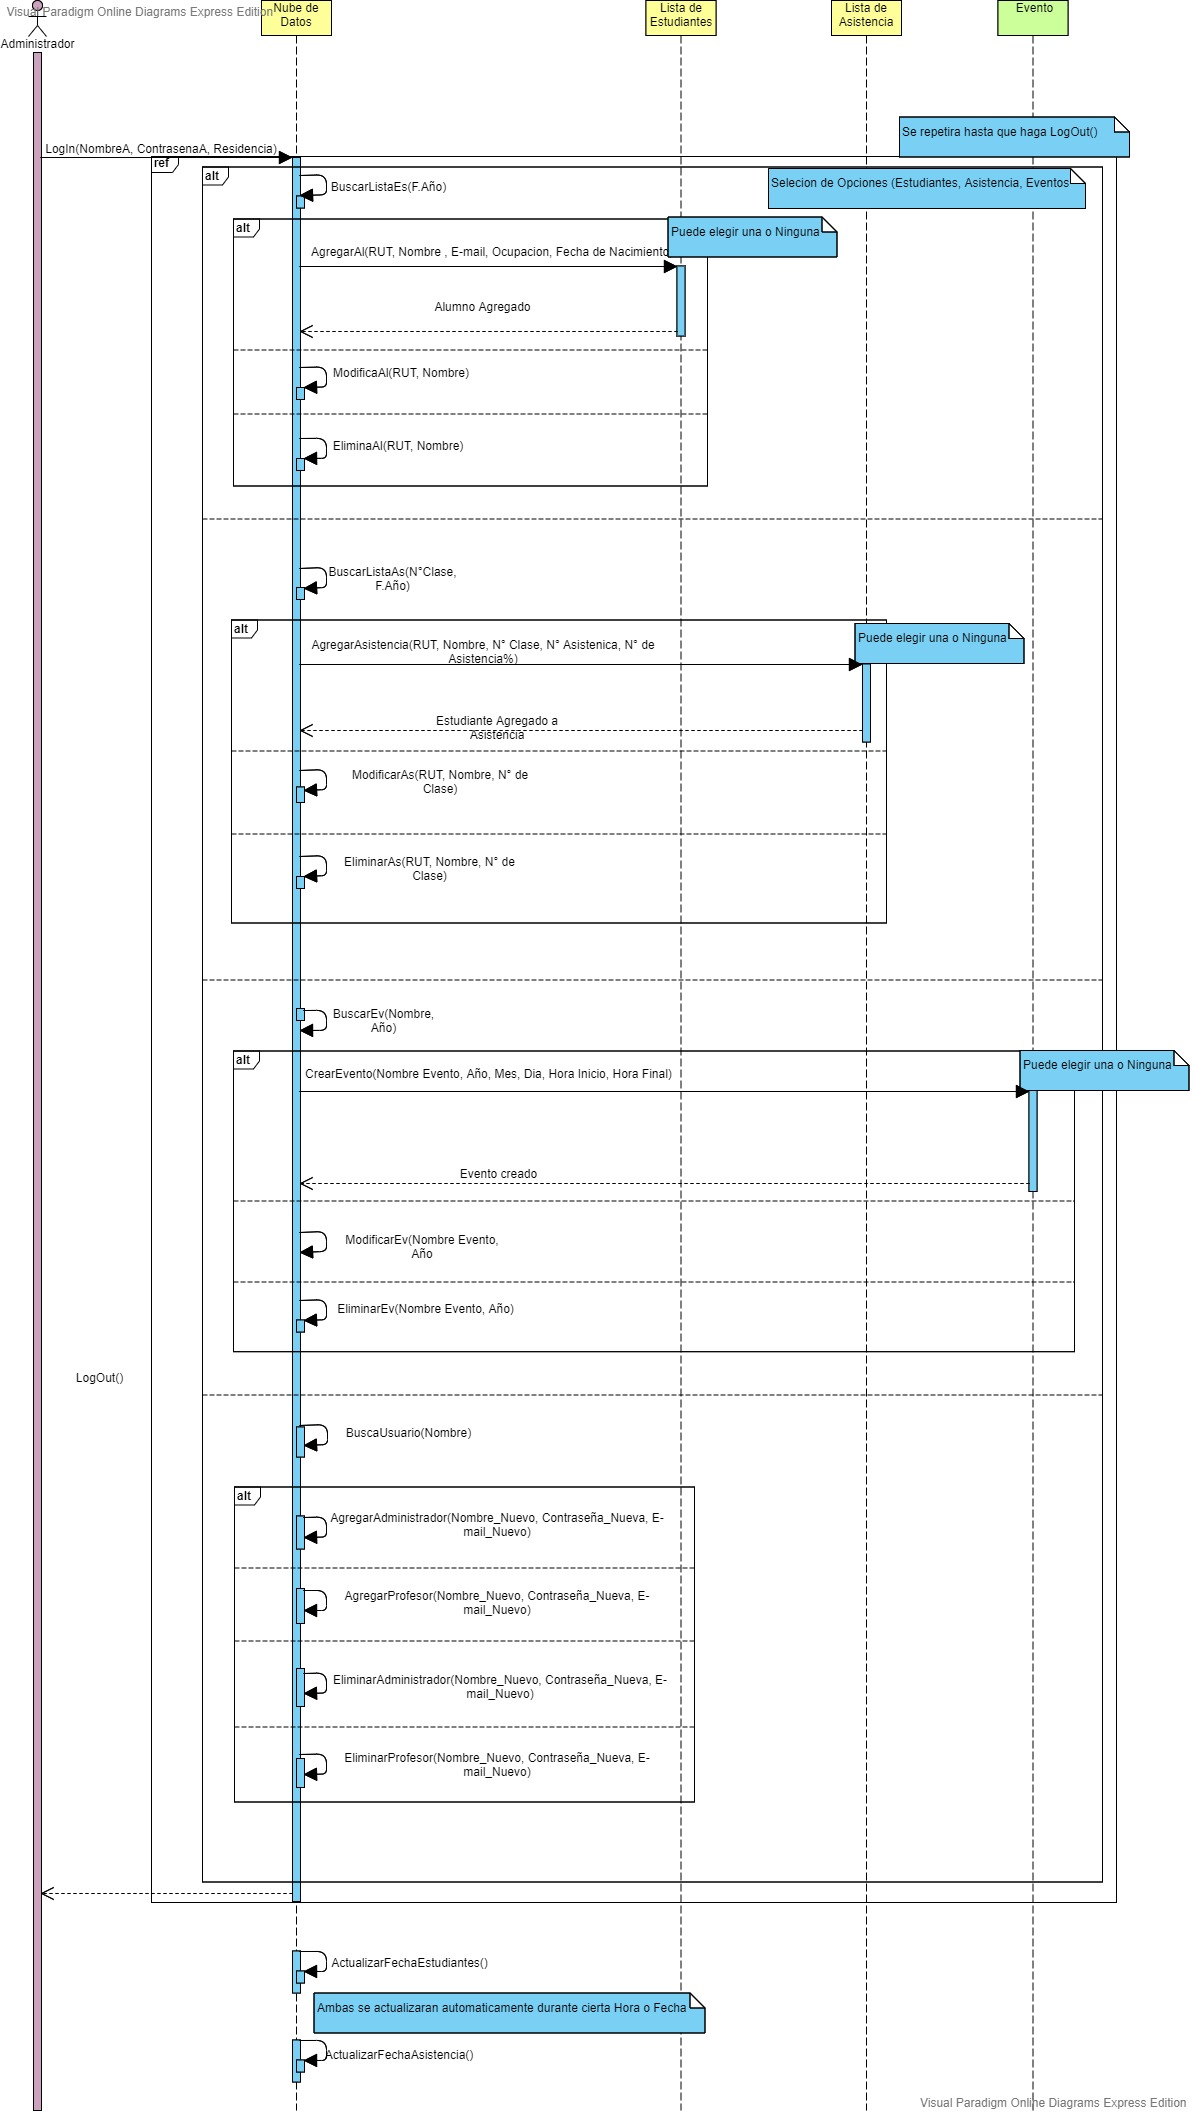 Visual Paradigm Online Diagrams Express Edition
Administrador
Nube de
Datos
Lista de
Estudiantes
Lista de
Asistencia
Evento
Se repetira hasta que haga LogOut()
LogIn(NombreA, ContrasenaA, Residencia)
ref
alt
BuscarListaEs(F.Año)
Selecion de Opciones (Estudiantes, Asistencia, Eventos
alt
Puede elegir una o Ninguna
AgregarAl(RUT, Nombre , E-mail, Ocupacion, Fecha de Nacimiento
Alumno Agregado
ModificaAl(RUT, Nombre)
EliminaAl(RUT, Nombre)
BuscarListaAs(N°Clase,
F.Año)
alt
Puede elegir una o Ninguna
AgregarAsistencia(RUT, Nombre, N° Clase, N° Asistenica, N° de
Asistencia%)
Estudiante Agregado a
Asistencia
ModificarAs(RUT, Nombre, N° de
Clase)
EliminarAs(RUT, Nombre, N° de
Clase)
BuscarEv(Nombre,
Año)
alt
Puede elegir una o Ninguna
CrearEvento(Nombre Evento, Año, Mes, Dia, Hora Inicio, Hora Final)
Evento creado
ModificarEv(Nombre Evento,
Año
EliminarEv(Nombre Evento, Año)
LogOut()
BuscaUsuario(Nombre)
alt
AgregarAdministrador(Nombre_Nuevo, Contraseña_Nueva, E-
mail_Nuevo)
AgregarProfesor(Nombre_Nuevo, Contraseña_Nueva, E-
mail_Nuevo)
EliminarAdministrador(Nombre_Nuevo, Contraseña_Nueva, E-
mail_Nuevo)
EliminarProfesor(Nombre_Nuevo, Contraseña_Nueva, E-
mail_Nuevo)
ActualizarFechaEstudiantes()
Ambas se actualizaran automaticamente durante cierta Hora o Fecha
ActualizarFechaAsistencia()
Visual Paradigm Online Diagrams Express Edition